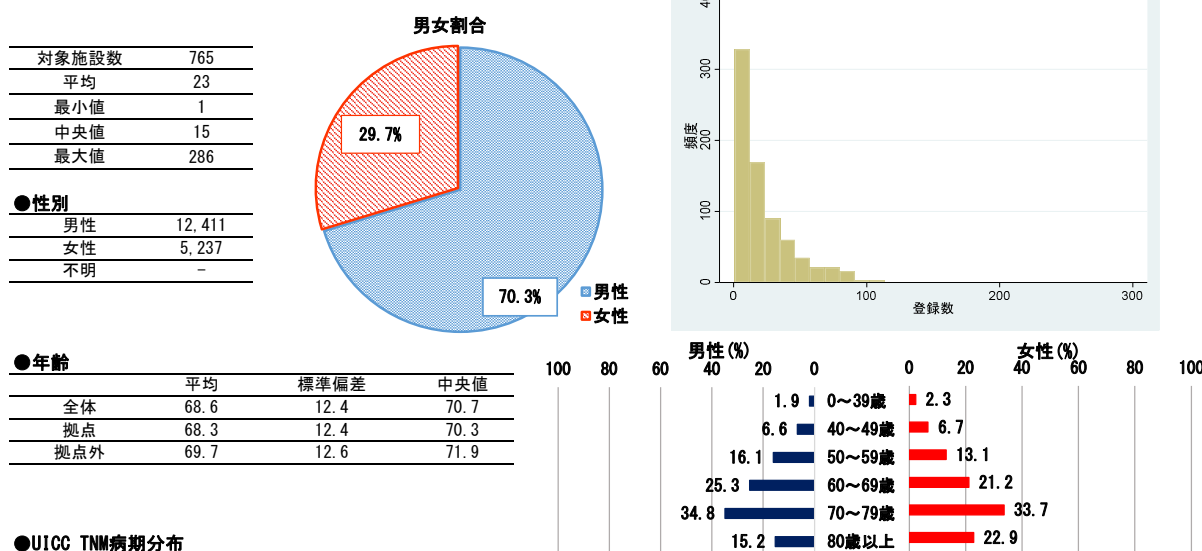 対象施設数 765
平均 23
最小値 1
中央値 15
最大値 286
●性別
男性 12,411
女性 5,237
不明 −
男女割合
29.7%
70.3%
男性
女性
頻度
300
200
100
0
0 100 200 300
登録数
●年齢
平均 標準偏差 中央値
全体 68.6 12.4 70.7
拠点 68.3 12.4 70.3
拠点外 69.7 12.6 71.9
男性(%) 女性(%)
100 80 60 40 20 0 0 20 40 60 80 100
1.9 0～39歳 2.3
6.6 40～49歳 6.7
16.1 50～59歳 13.1
25.3 60～69歳 21.2
34.8 70～79歳 33.7
15.2 80歳以上 22.9
●UICC TNM病期分布